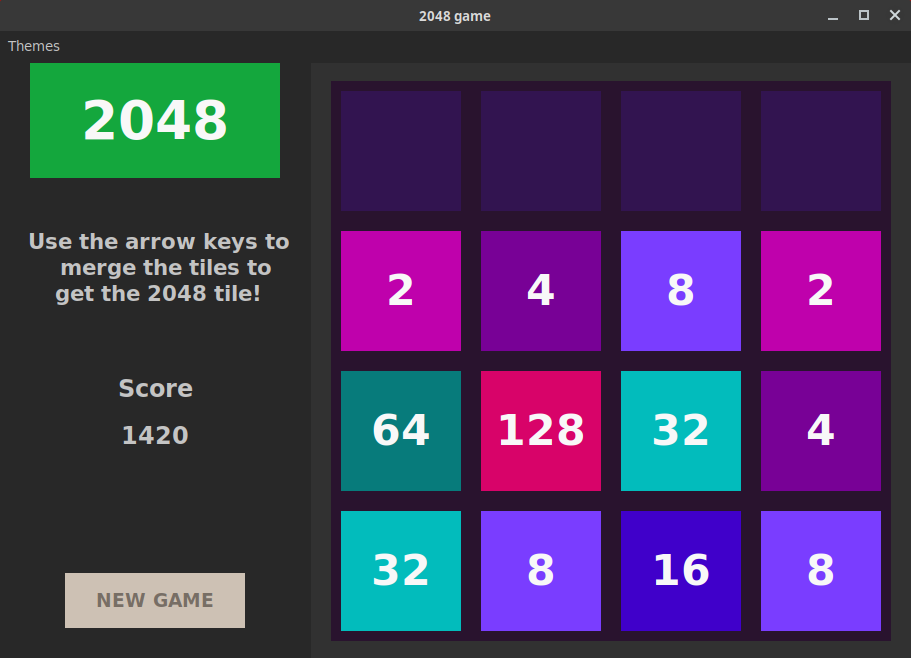 2048 game
Themes
2048
Use the arrow keys to
merge the tiles to
get the 2048 tile!
Score
1420
NEW GAME
2 4 8 2
64 128 32 4
32 8 16 8